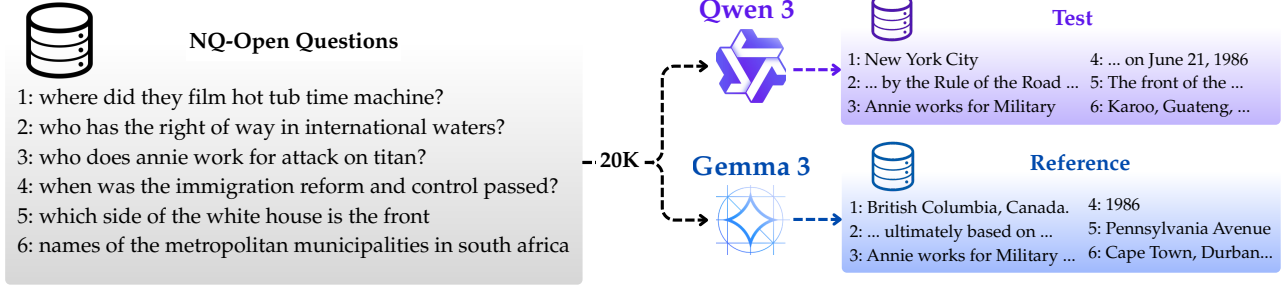 NQ-Open Questions
1: where did they film hot tub time machine?
2: who has the right of way in international waters?
3: who does annie work for attack on titan?
4: when was the immigration reform and control passed?
5: which side of the white house is the front
6: names of the metropolitan municipalities in south africa
20K
Qwen 3
Gemma 3
Test
1: New York City
2: ... by the Rule of the Road ...
3: Annie works for Military
4: ... on June 21, 1986
5: The front of the ...
6: Karoo, Guateng, ...
Reference
1: British Columbia, Canada.
2: ... ultimately based on ...
3: Annie works for Military ...
4: 1986
5: Pennsylvania Avenue
6: Cape Town, Durban...